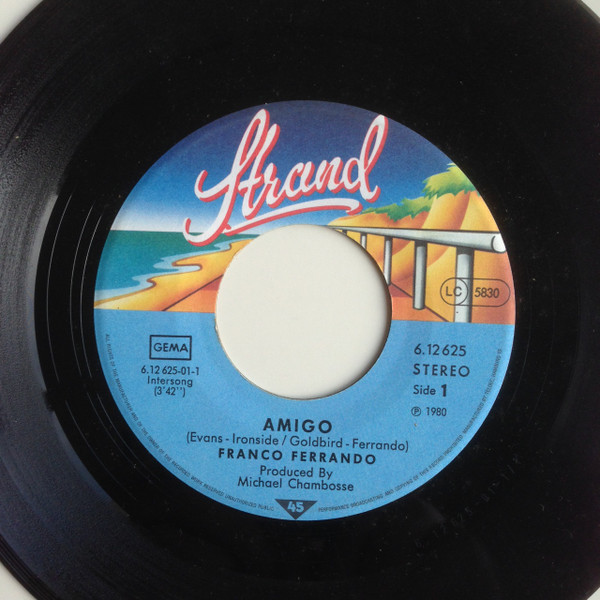 Strand
LC 5830
GEMA
6.12 625-01-1
Intersong
(3'42'')
6.12 625
STEREO
Side 1
℗ 1980
AMIGO
(Evans - Ironside / Goldbird - Ferrando)
FRANCO FERRANDO
Produced By
Michael Chambosse
45